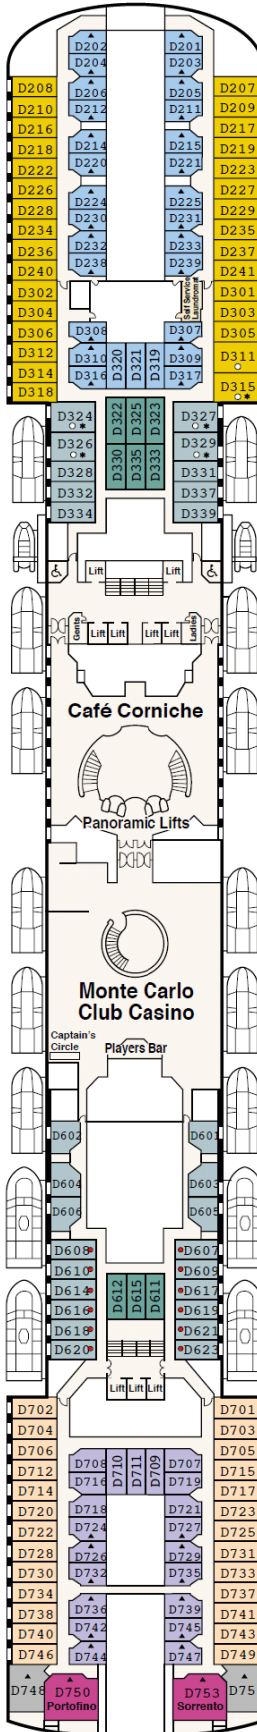 D202 D201
D204 D203
D208 D206 D205 D207
D210 D212 D211 D209
D216 D217
D218 D214 D215 D219
D222 D220 D221 D223
D226 D227
D228 D224 D225 D229
D234 D230 D231 D235
D236 D232 D233 D237
D240 D238 D239 D241
D302 Self Service D301
D304 Laundromat D303
D306 D308 D307 D305
D312 D310 D320 D321 D319 D309 D311
D314 D316 D317 D315
D318
D324 D322 D325 D323 D327
D326 D329
D328 D330 D335 D333 D331
D332 D337
D334 D339
Lift Lift
Gents Lift Lift Lift Lift Ladies
Café Corniche
Panoramic Lifts
Monte Carlo
Club Casino
Captain's
Circle
Players Bar
D602 D601
D604 D603
D606 D605
D608 D607
D610 D609
D614 D612 D615 D611 D617
D616 D619
D618 D621
D620 D623
Lift Lift Lift
D702 D701
D704 D703
D706 D705
D712 D708 D710 D711 D709 D707 D715
D714 D716 D719 D717
D720 D718 D721 D723
D722 D724 D727 D725
D728 D726 D729 D731
D730 D732 D735 D733
D734 D737
D738 D736 D739 D741
D740 D742 D745 D743
D746 D744 D747 D749
D748 D750 D753
Portofino Sorrento